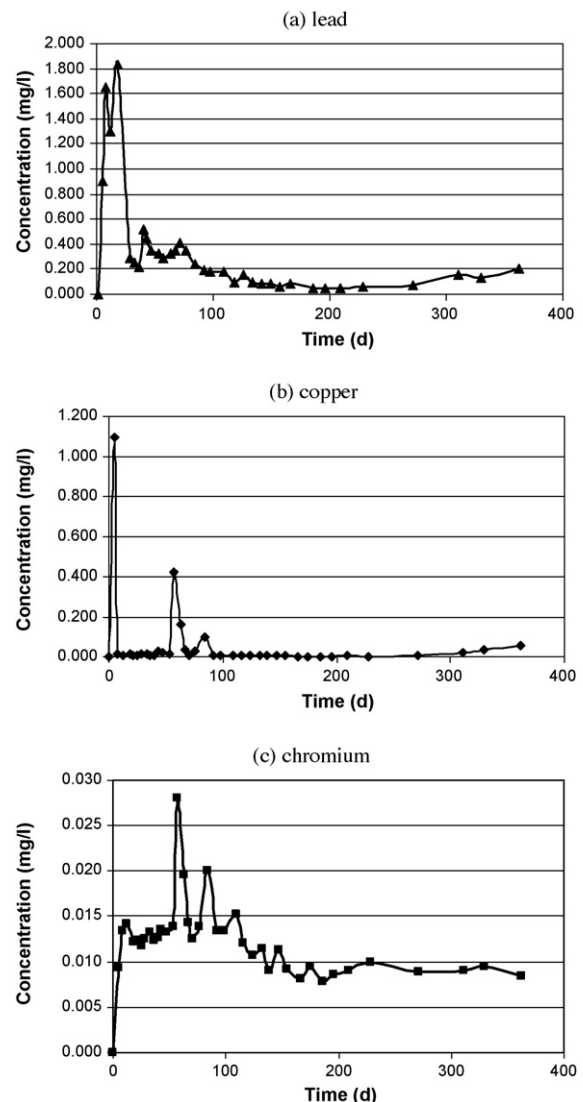 (a) lead
Concentration (mg/l)
2.000
1.800
1.600
1.400
1.200
1.000
0.800
0.600
0.400
0.200
0.000
0 100 200 300 400
Time (d)
(b) copper
Concentration (mg/l)
1.200
1.000
0.800
0.600
0.400
0.200
0.000
0 100 200 300 400
Time (d)
(c) chromium
Concentration (mg/l)
0.030
0.025
0.020
0.015
0.010
0.005
0.000
0 100 200 300 400
Time (d)